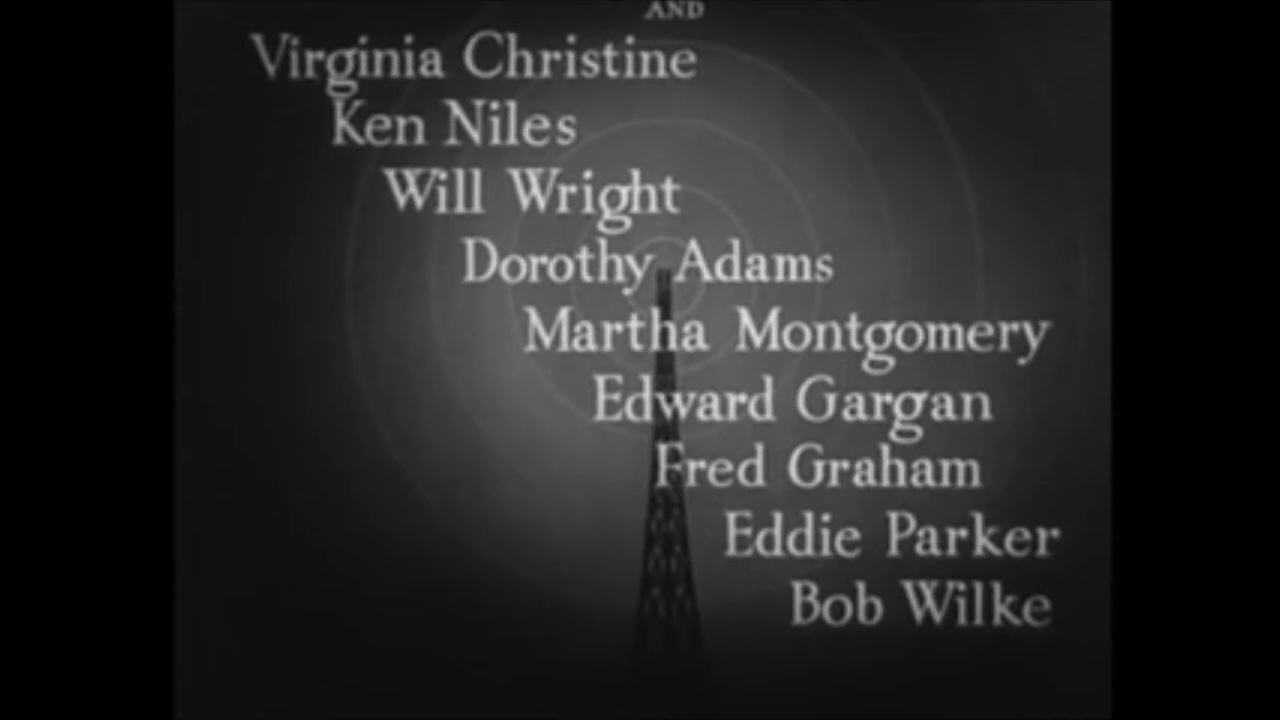 AND
Virginia Christine
Ken Niles
Will Wright
Dorothy Adams
Martha Montgomery
Edward Gargan
Fred Graham
Eddie Parker
Bob Wilke